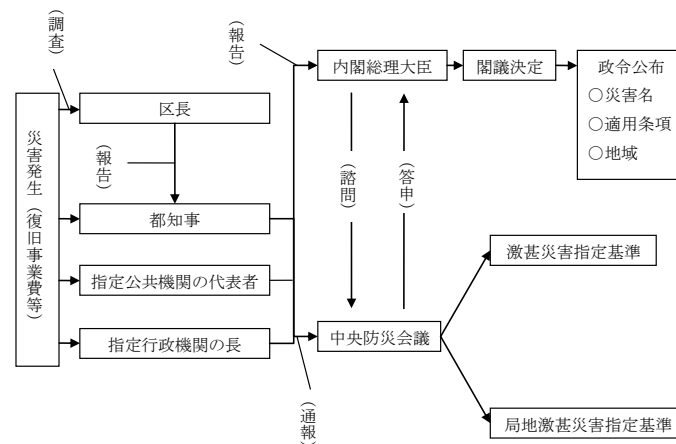 (調査)
(報告)
区長
内閣総理大臣
閣議決定
政令公布
○災害名
○適用条項
○地域
災害発生(復旧事業費等)
(報告)
(諮問)
(答申)
都知事
激甚災害指定基準
指定公共機関の代表者
指定行政機関の長
中央防災会議
(通報)
局地激甚災害指定基準